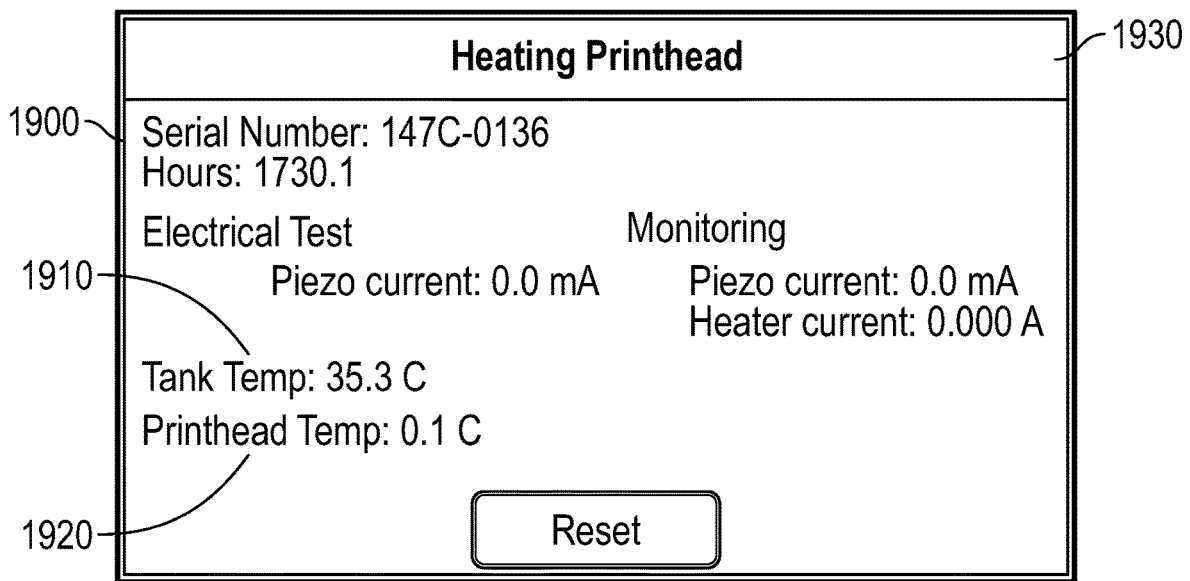 Heating Printhead
1930
1900
Serial Number: 147C-0136
Hours: 1730.1
Electrical Test
Monitoring
1910
Piezo current: 0.0 mA
Piezo current: 0.0 mA
Heater current: 0.000 A
Tank Temp: 35.3 C
Printhead Temp: 0.1 C
1920
Reset